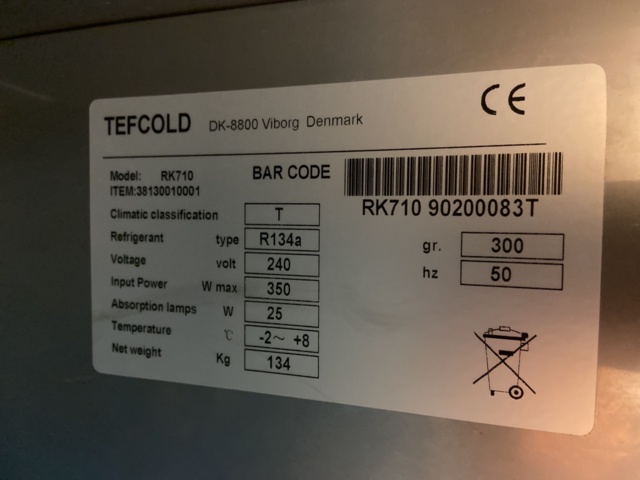 TEFCOLD DK-8800 Viborg Denmark
CE
Model: RK710
ITEM:38130010001
BAR CODE
RK710 90200083T
Climatic classification T
Refrigerant type R134a gr. 300
Voltage volt 240 hz 50
Input Power W max 350
Absorption lamps W 25
Temperature °C -2~ +8
Net weight Kg 134